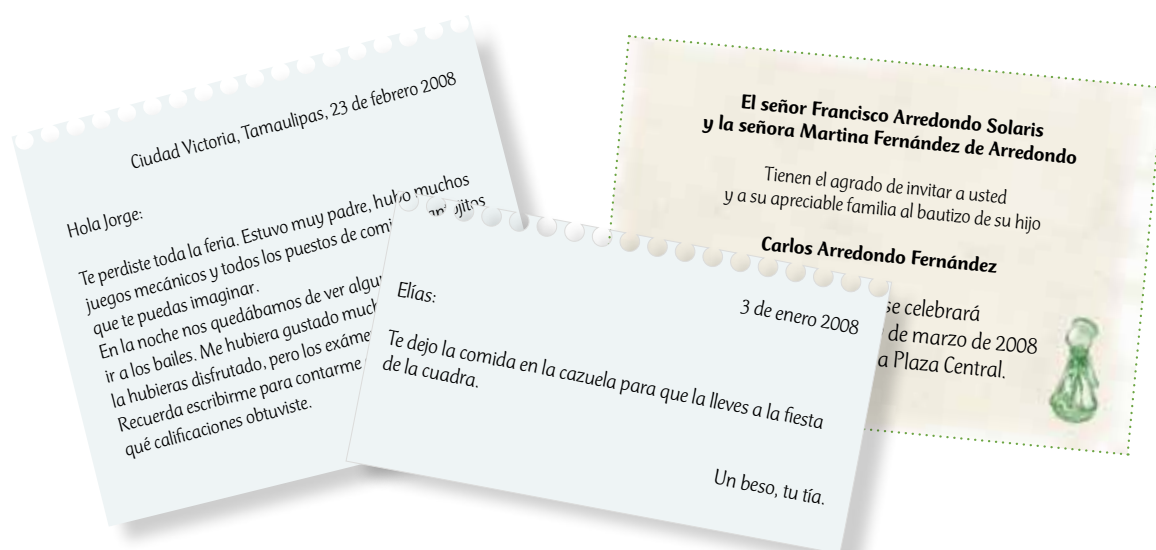 Ciudad Victoria, Tamaulipas, 23 de febrero 2008
Hola Jorge:
Te perdiste toda la feria. Estuvo muy padre, hubo muchos
juegos mecánicos y todos los puestos de
que te puedas imaginar.
En la noche nos quedábamos de ver
ir a los bailes. Me hubiera gustado
la hubieras disfrutado, pero los
Recuerda escribirme para contarme
qué calificaciones obtuviste.
Elías:
3 de enero 2008
Te dejo la comida en la cazuela para que la lleves a la fiesta
de la cuadra.
Un beso, tu tía.
El señor Francisco Arredondo Solaris
y la señora Martina Fernández de Arredondo
Tienen el agrado de invitar a usted
y a su apreciable familia al bautizo de su hijo
Carlos Arredondo Fernández
se celebrará
de marzo de 2008
a Plaza Central.